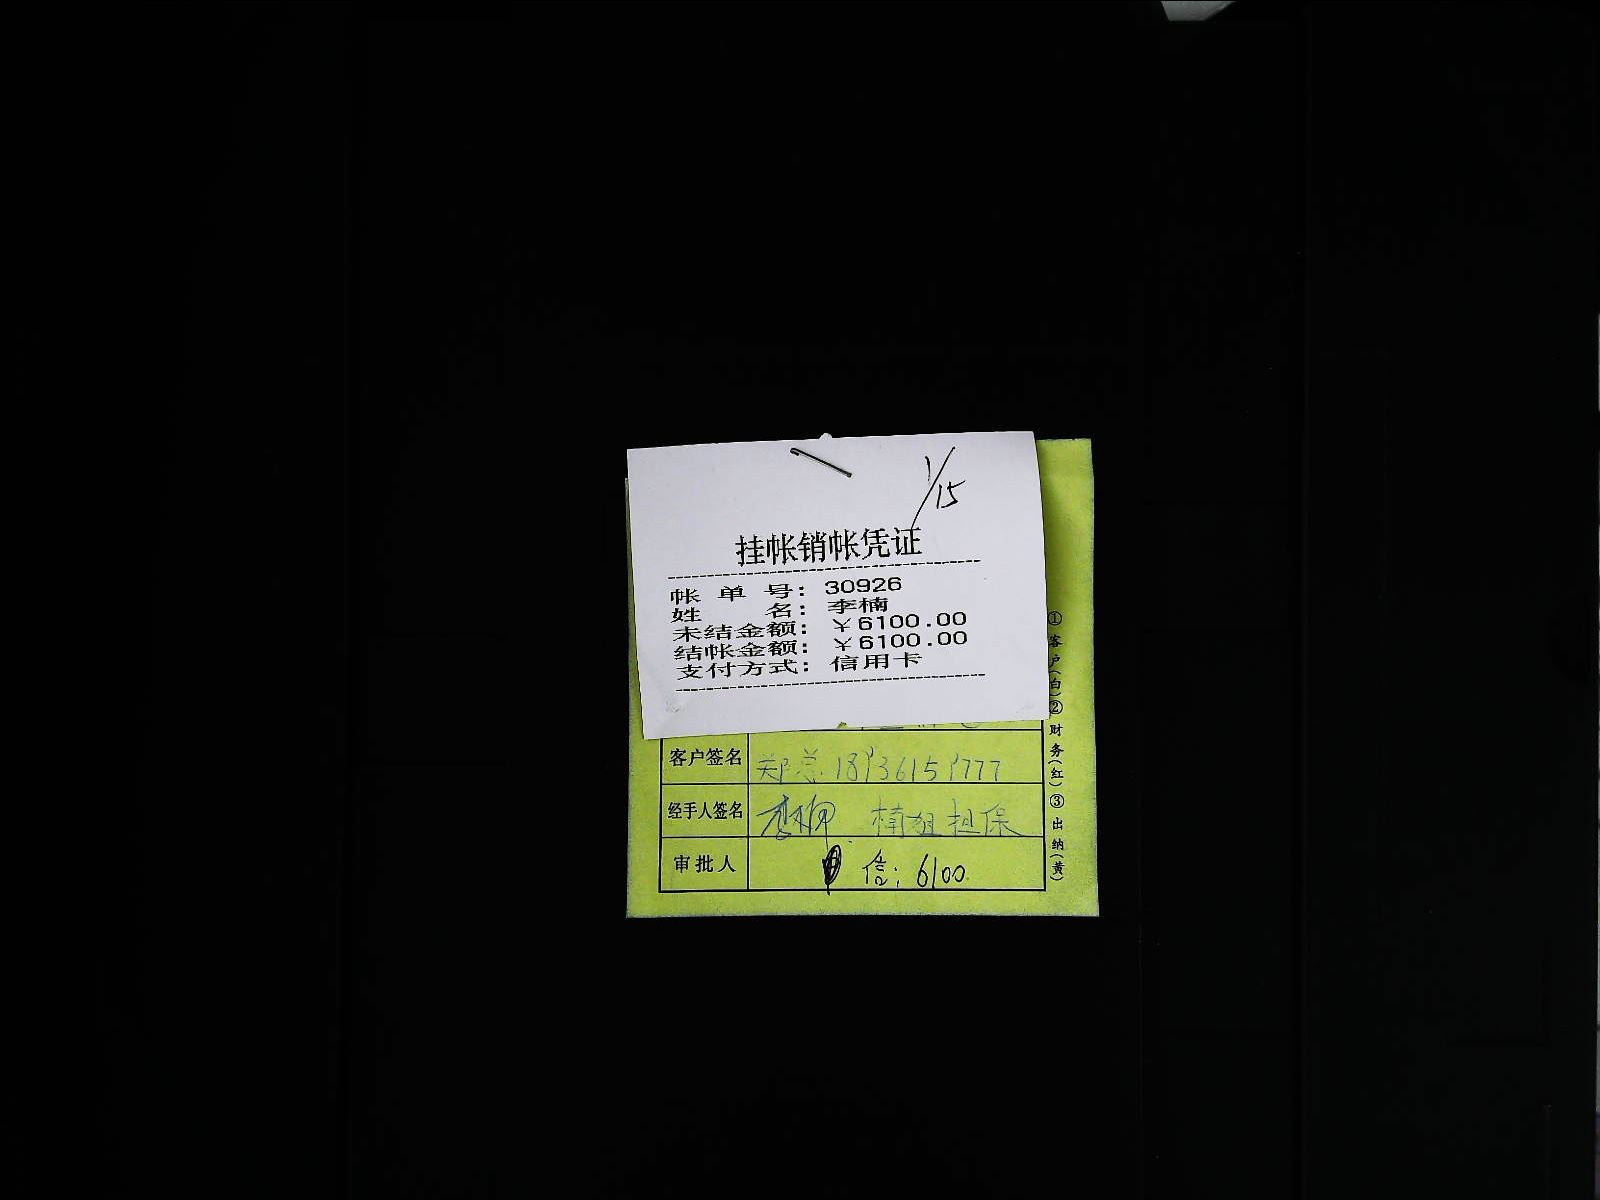 1/15
挂帐销帐凭证
帐单号：30926
姓名：李楠
未结金额：￥6100.00
结帐金额：￥6100.00
支付方式：信用卡
客户签名 郑总 18936159777
经手人签名 李楠 楠姐担保
审批人 信：6100
①客户(白)②财务(红)③出纳(黄)